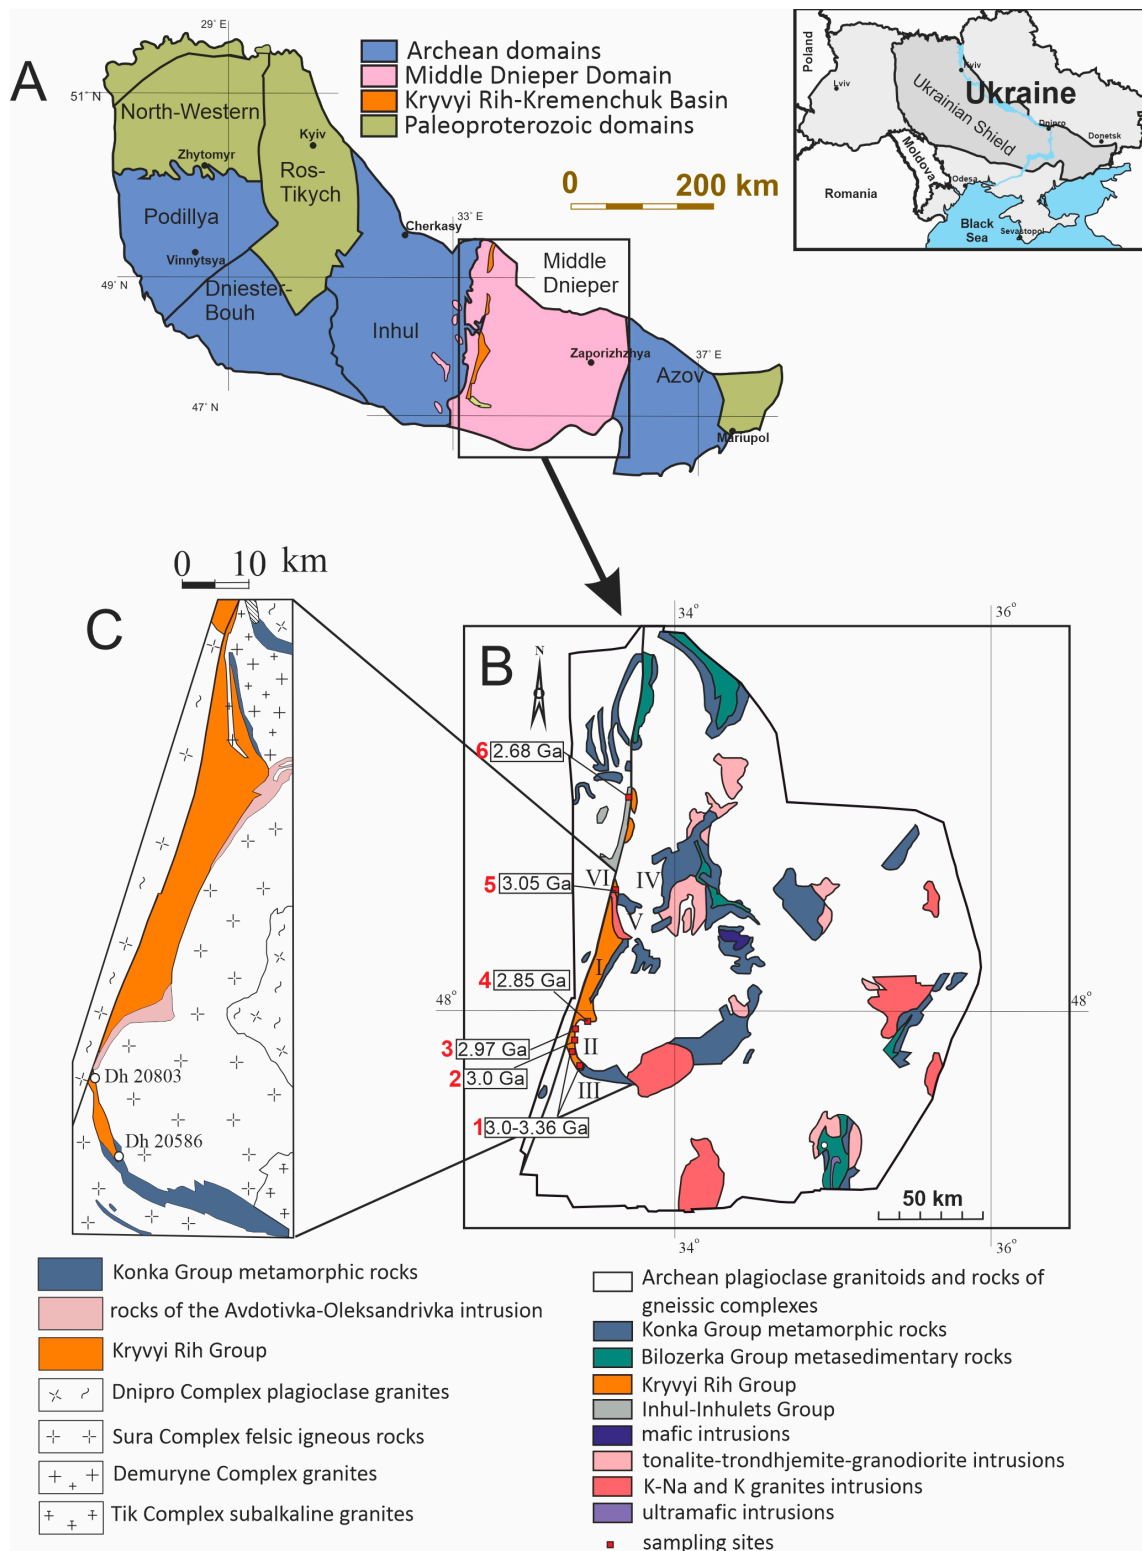 A
29° E
51° N
North-Western
Zhytomyr
Kyiv
Ros-
Tikych
Podillya
Vinnytsya
49° N
Dniester-
Bouh
47° N
Cherkasy
33° E
Inhul
Middle
Dnieper
Zaporizhzhya
37° E
Azov
Mariupol
Archean domains
Middle Dnieper Domain
Kryvyi Rih-Kremenchuk Basin
Paleoproterozoic domains
0 200 km
Poland
Lviv
Kyiv
Ukraine
Ukrainian Shield
Dnipro
Donetsk
Moldova
Romania
Odesa
Black
Sea
Sevastopol
0 10 km
C
Dh 20803
Dh 20586
34°
36°
B
N
6 2.68 Ga
VI
IV
5 3.05 Ga
V
I
4 2.85 Ga
48°
48°
3 2.97 Ga
II
2 3.0 Ga
III
1 3.0-3.36 Ga
50 km
34°
36°
Konka Group metamorphic rocks
rocks of the Avdotivka-Oleksandrivka intrusion
Kryvyi Rih Group
Dnipro Complex plagioclase granites
Sura Complex felsic igneous rocks
Demuryne Complex granites
Tik Complex subalkaline granites
Archean plagioclase granitoids and rocks of
gneissic complexes
Konka Group metamorphic rocks
Bilozerka Group metasedimentary rocks
Kryvyi Rih Group
Inhul-Inhulets Group
mafic intrusions
tonalite-trondhjemite-granodiorite intrusions
K-Na and K granites intrusions
ultramafic intrusions
sampling sites